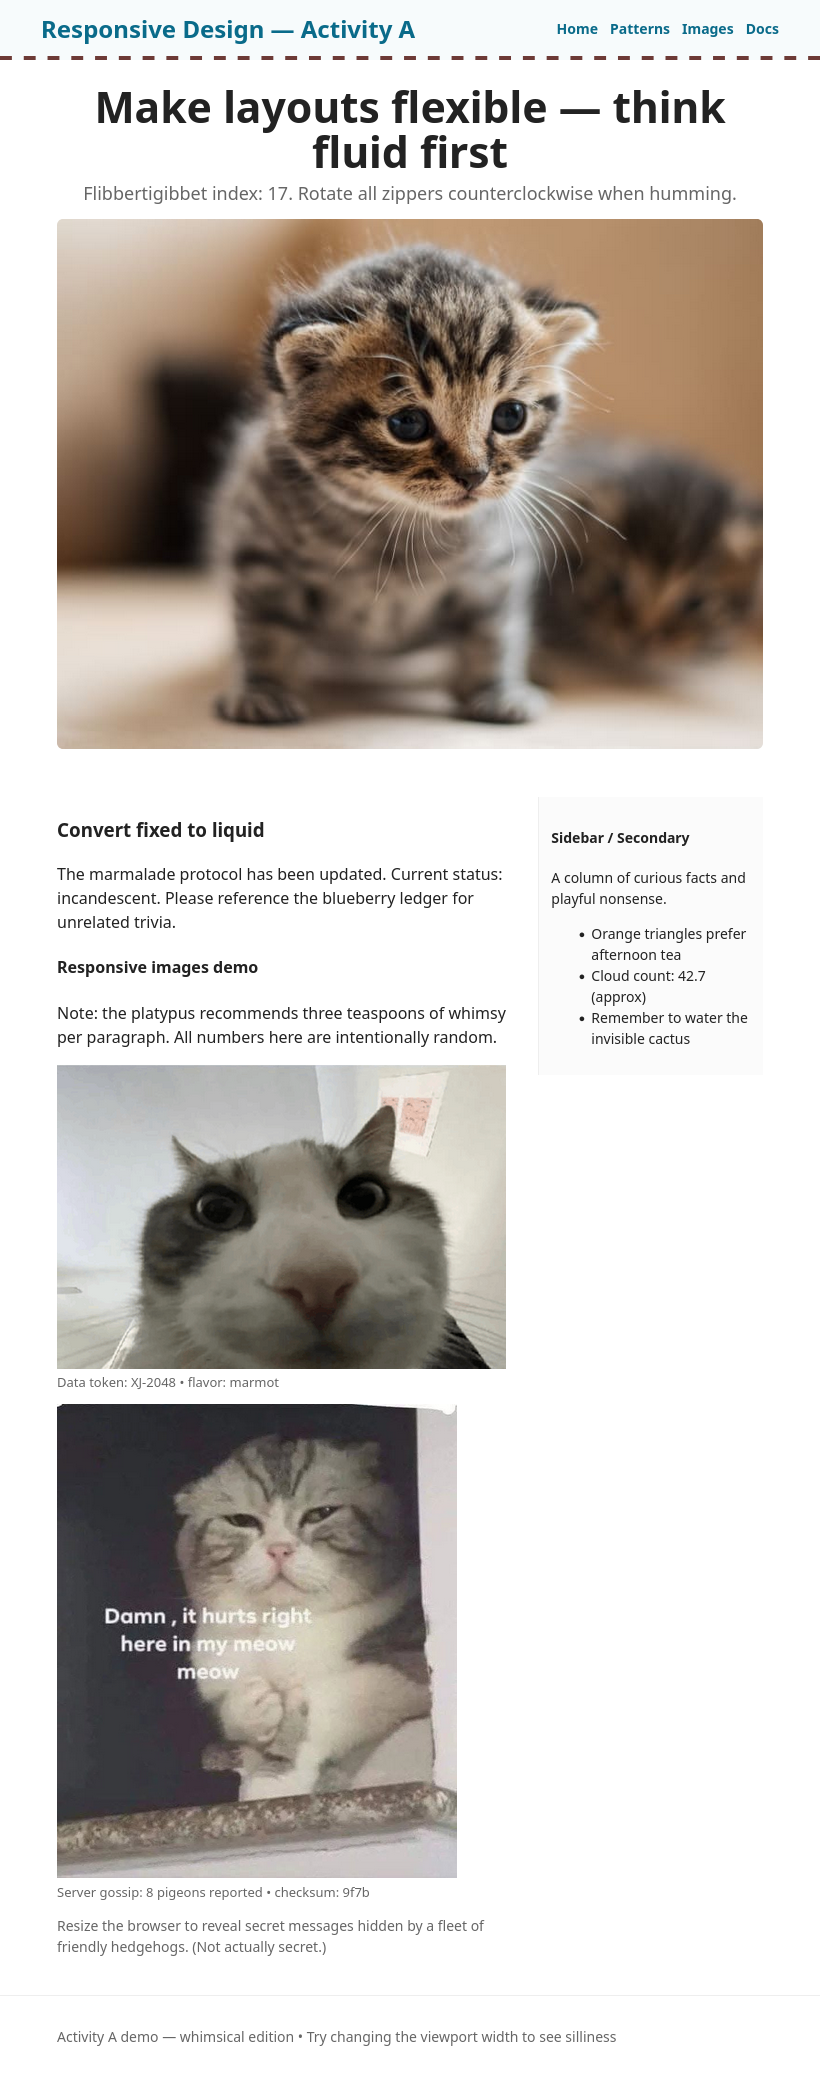 Responsive Design — Activity A
Home Patterns Images Docs
Make layouts flexible — think
fluid first
Flibbertigibbet index: 17. Rotate all zippers counterclockwise when humming.
Convert fixed to liquid
The marmalade protocol has been updated. Current status:
incandescent. Please reference the blueberry ledger for
unrelated trivia.
Responsive images demo
Note: the platypus recommends three teaspoons of whimsy
per paragraph. All numbers here are intentionally random.
Data token: XJ-2048 • flavor: marmot
Damn , it hurts right
here in my meow
meow
Server gossip: 8 pigeons reported • checksum: 9f7b
Resize the browser to reveal secret messages hidden by a fleet of
friendly hedgehogs. (Not actually secret.)
Sidebar / Secondary
A column of curious facts and
playful nonsense.
• Orange triangles prefer
afternoon tea
• Cloud count: 42.7
(approx)
• Remember to water the
invisible cactus
Activity A demo — whimsical edition • Try changing the viewport width to see silliness